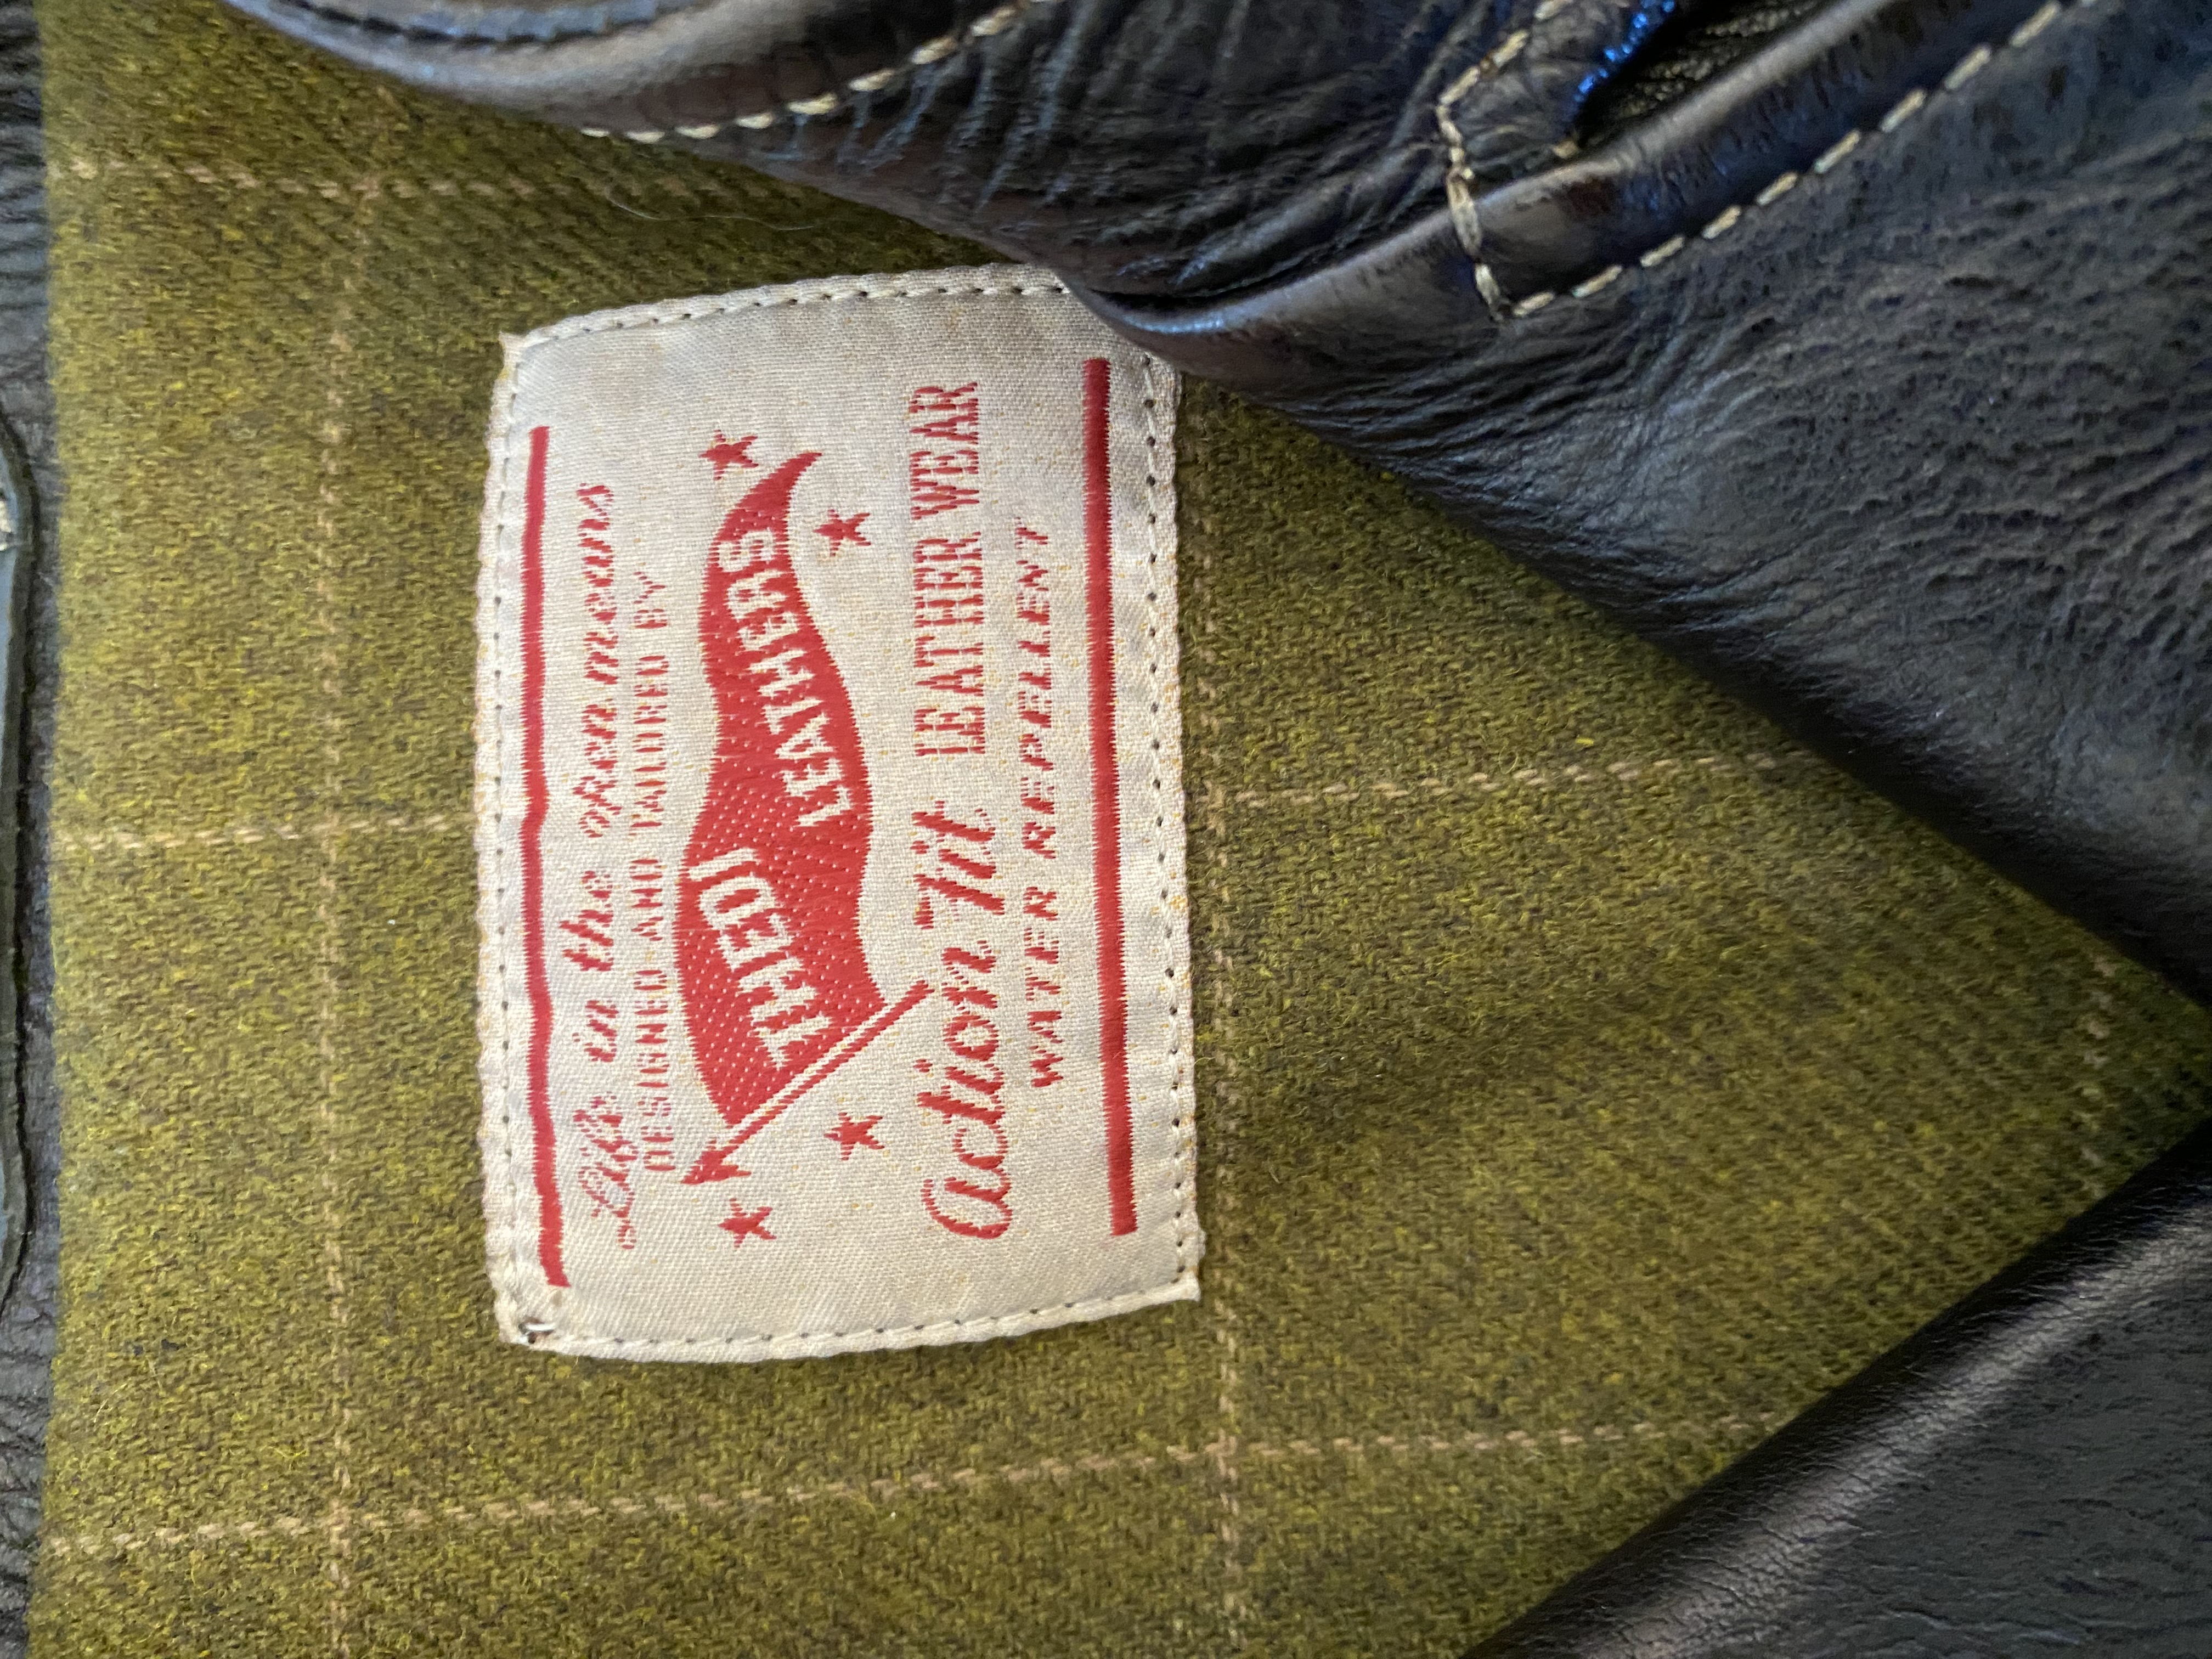 Life in the open means
DESIGNED AND TAILORED BY
THEDI LEATHERS
action fit LEATHER WEAR
WATER REPELLENT